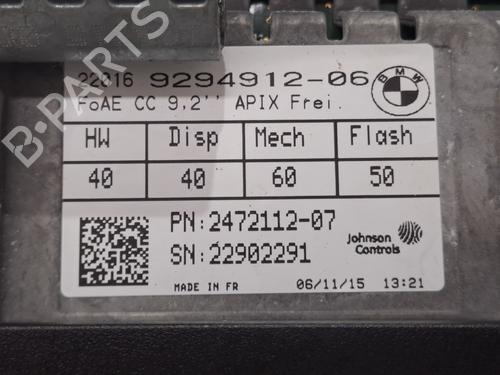 22016 9294912-06
FoAE CC 9,2'' APIX Frei.
BMW
HW Disp Mech Flash
40 40 60 50
PN:2472112-07
SN:22902291
Johnson
Controls
MADE IN FR 06/11/15 13:21
B-PARTS